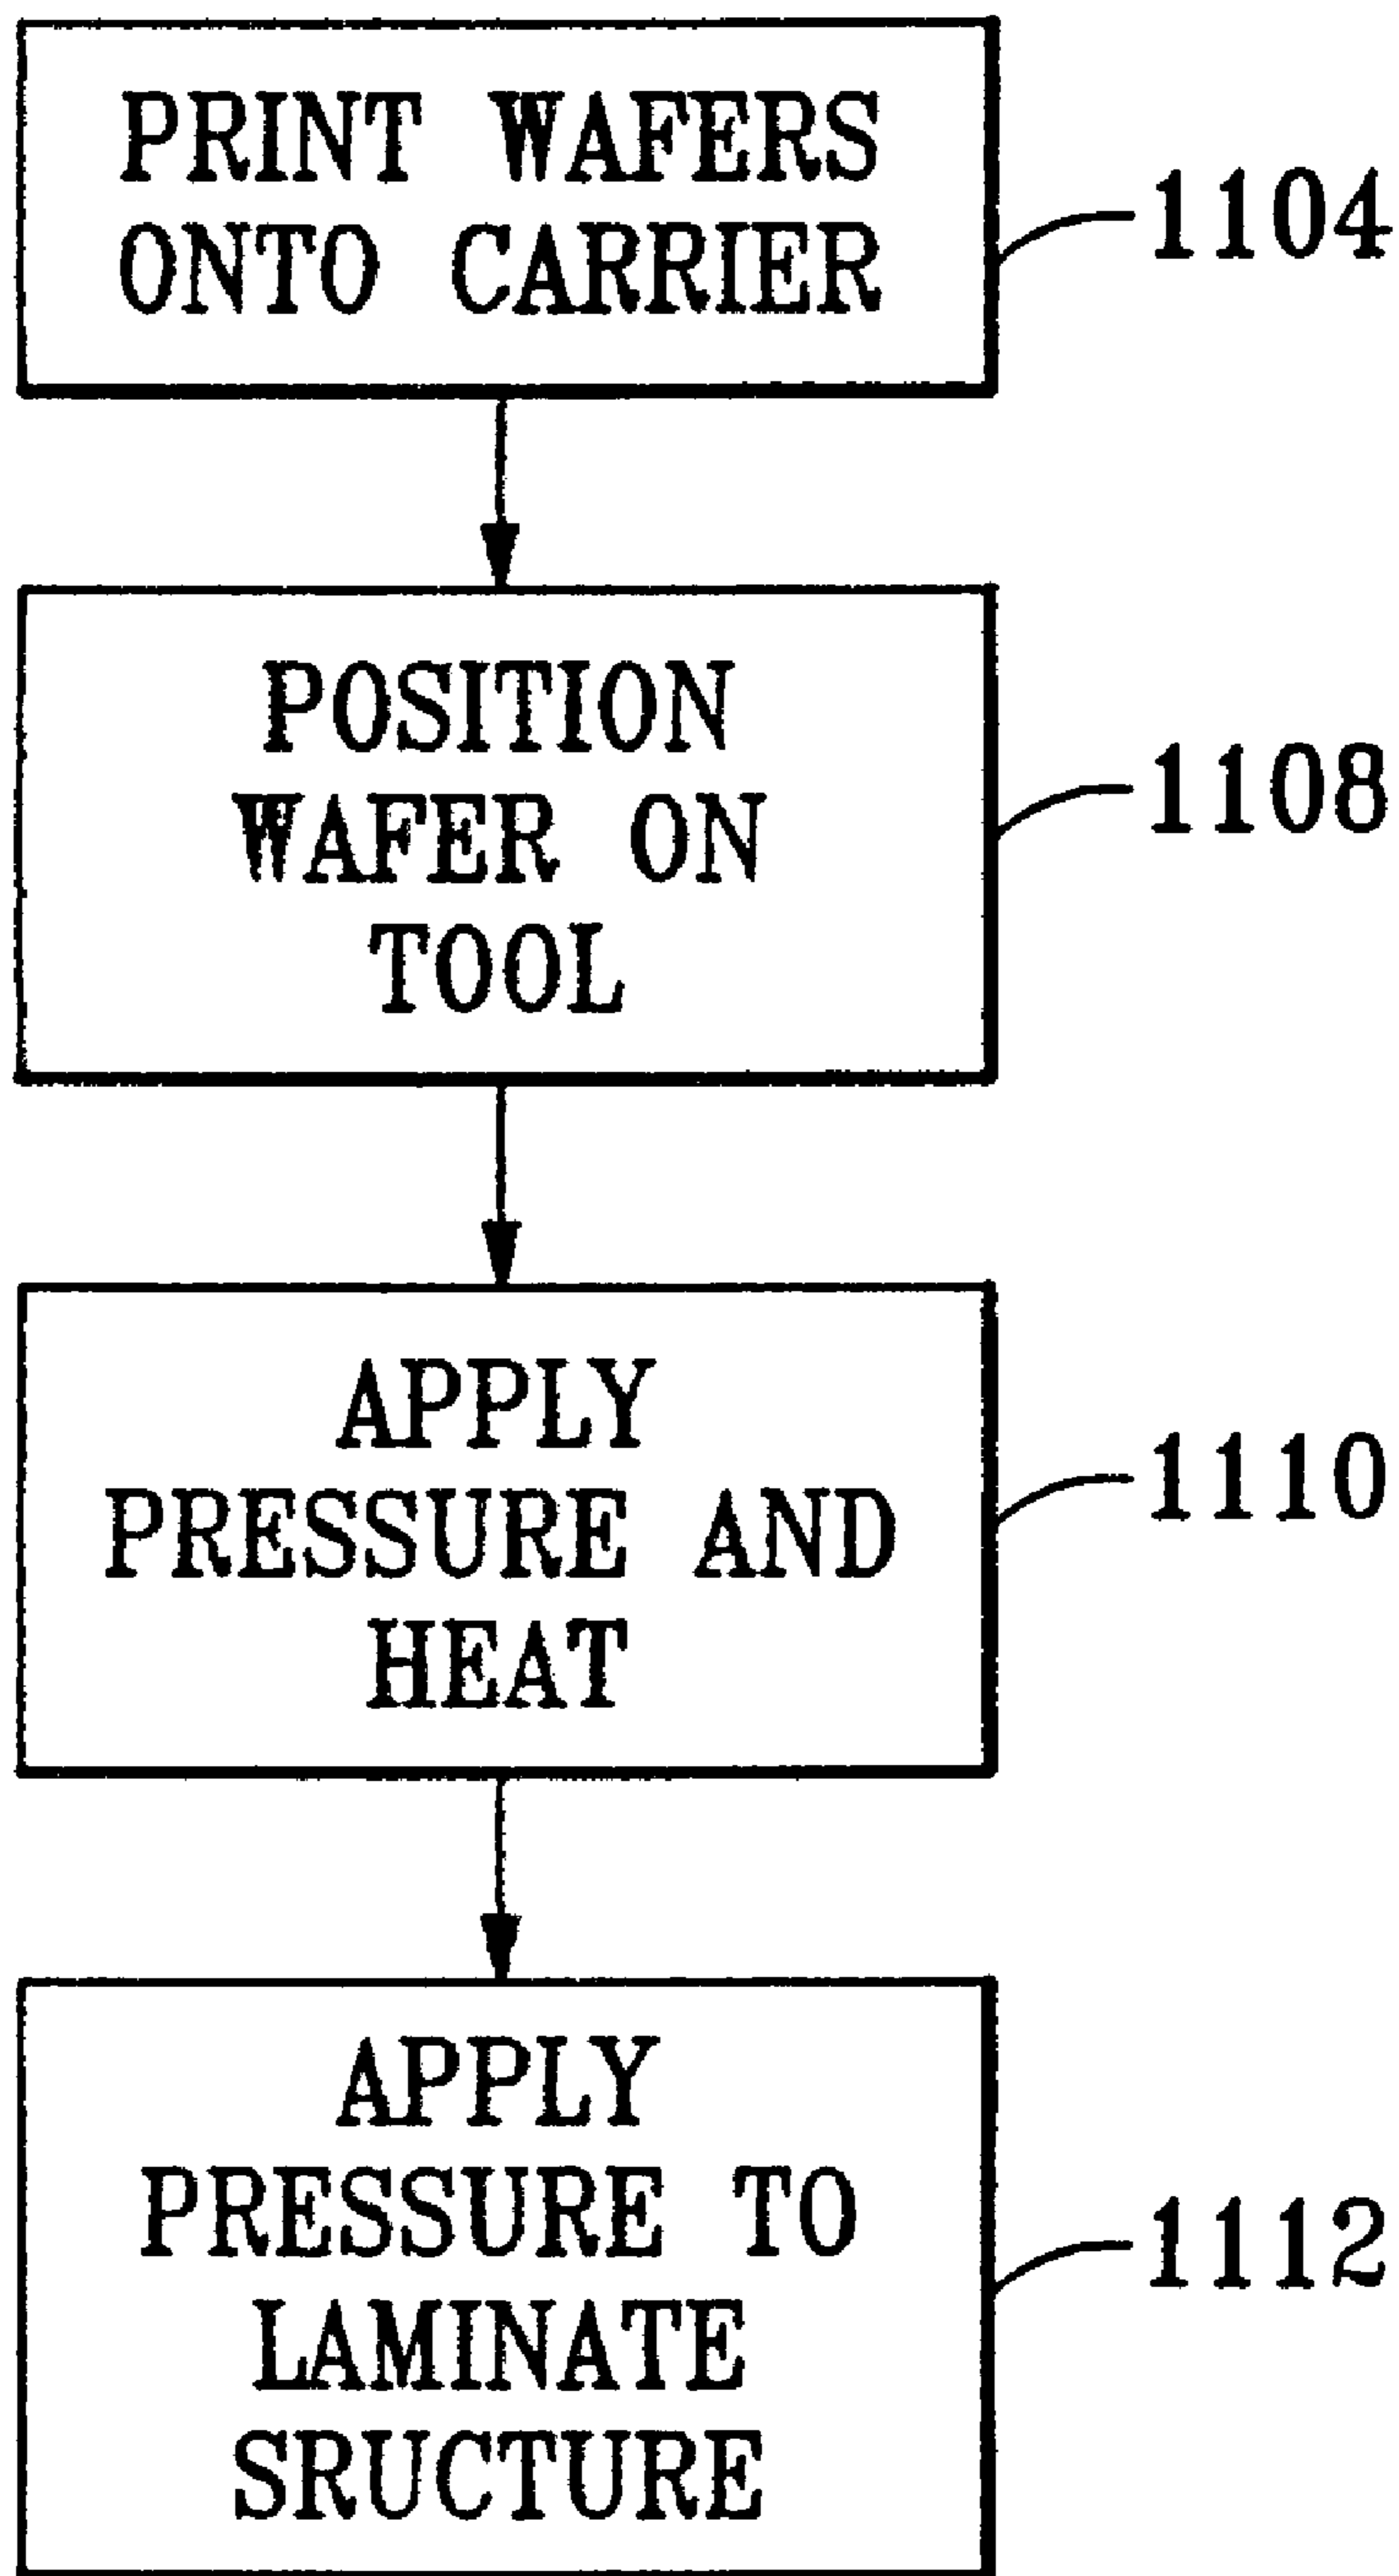 PRINT WAFERS
ONTO CARRIER
1104
POSITION
WAFER ON
TOOL
1108
APPLY
PRESSURE AND
HEAT
1110
APPLY
PRESSURE TO
LAMINATE
SRUCTURE
1112